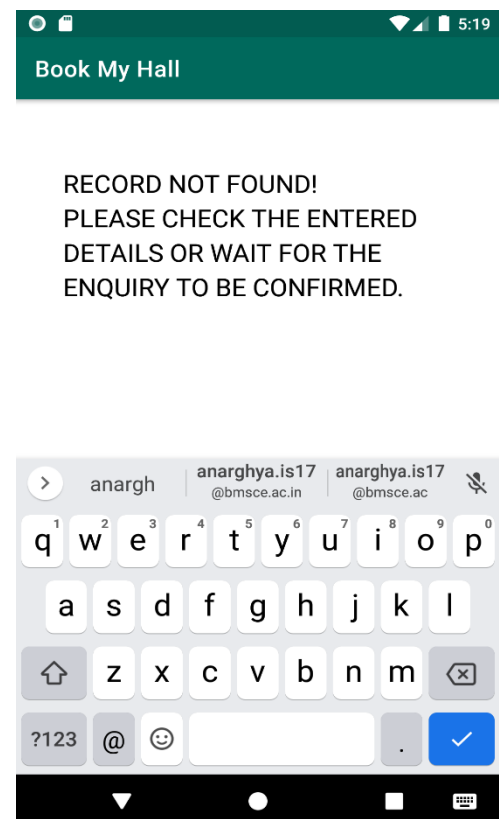 5:19
Book My Hall
RECORD NOT FOUND!
PLEASE CHECK THE ENTERED
DETAILS OR WAIT FOR THE
ENQUIRY TO BE CONFIRMED.
anargh anarghya.is17 anarghya.is17
@bmsce.ac.in @bmsce.ac
1 2 3 4 5 6 7 8 9 0
q w e r t y u i o p
a s d f g h j k l
z x c v b n m
?123 @ .